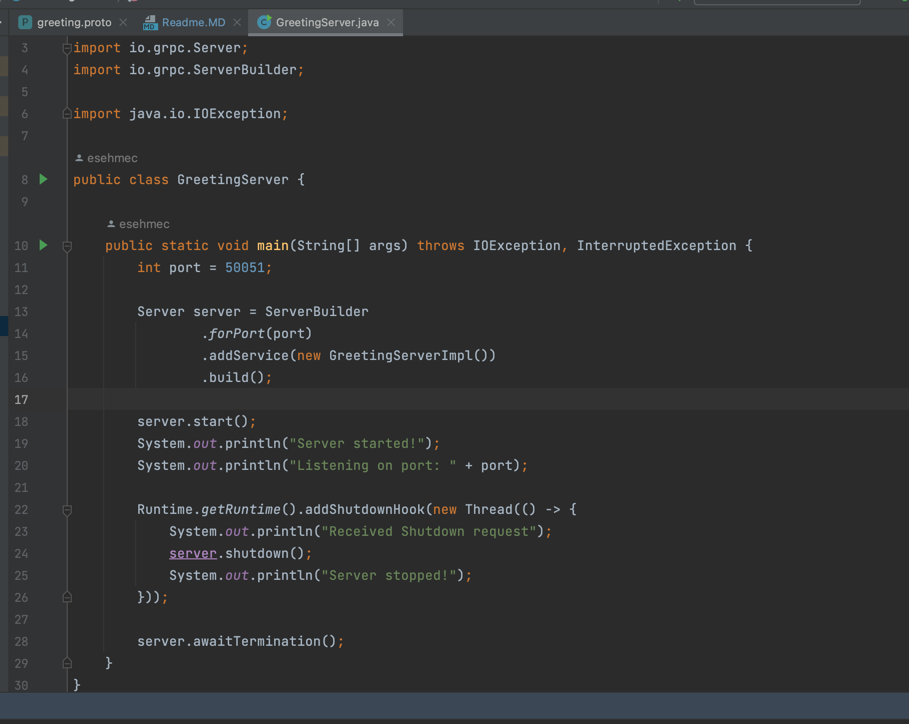 greeting.proto
Readme.MD
GreetingServer.java
3 import io.grpc.Server;
4 import io.grpc.ServerBuilder;
5
6 import java.io.IOException;
7
esehmec
8 public class GreetingServer {
9
esehmec
10 public static void main(String[] args) throws IOException, InterruptedException {
11 int port = 50051;
12
13 Server server = ServerBuilder
14 .forPort(port)
15 .addService(new GreetingServerImpl())
16 .build();
17
18 server.start();
19 System.out.println("Server started!");
20 System.out.println("Listening on port: " + port);
21
22 Runtime.getRuntime().addShutdownHook(new Thread(() -> {
23 System.out.println("Received Shutdown request");
24 server.shutdown();
25 System.out.println("Server stopped!");
26 }));
27
28 server.awaitTermination();
29 }
30 }